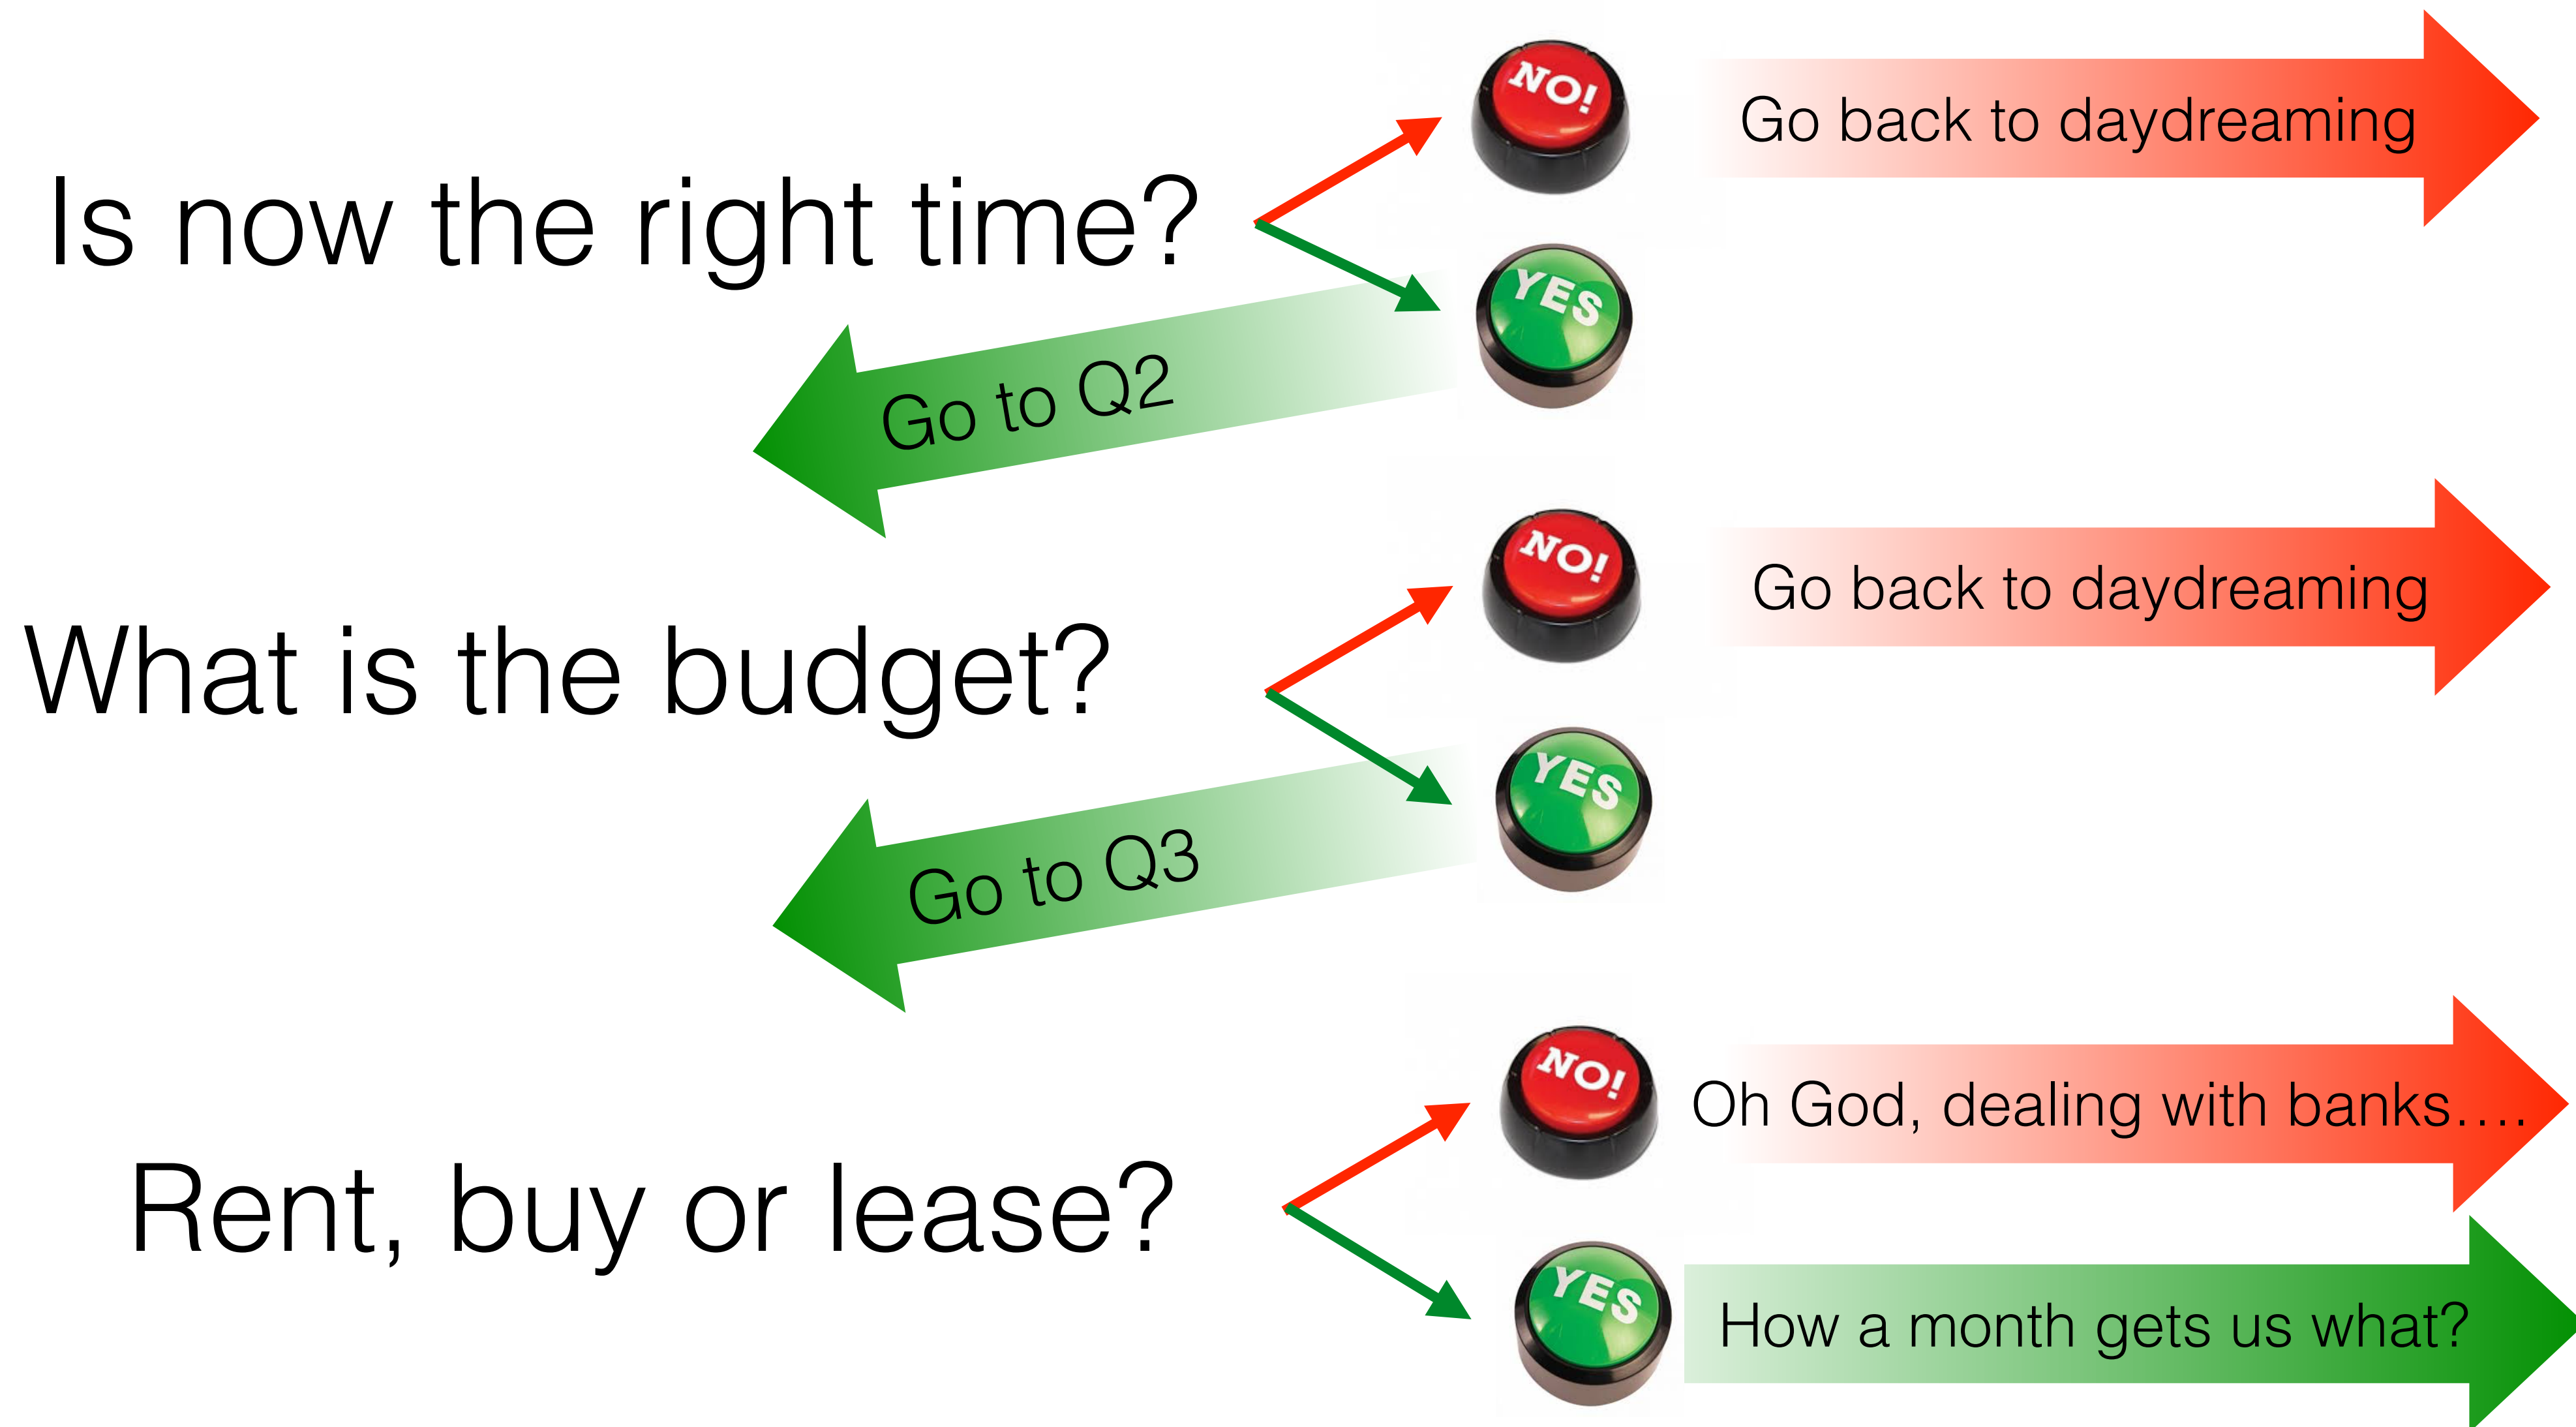 Is now the right time?
NO!
Go back to daydreaming
YES
Go to Q2
What is the budget?
NO!
Go back to daydreaming
YES
Go to Q3
Rent, buy or lease?
NO!
Oh God, dealing with banks....
YES
How a month gets us what?